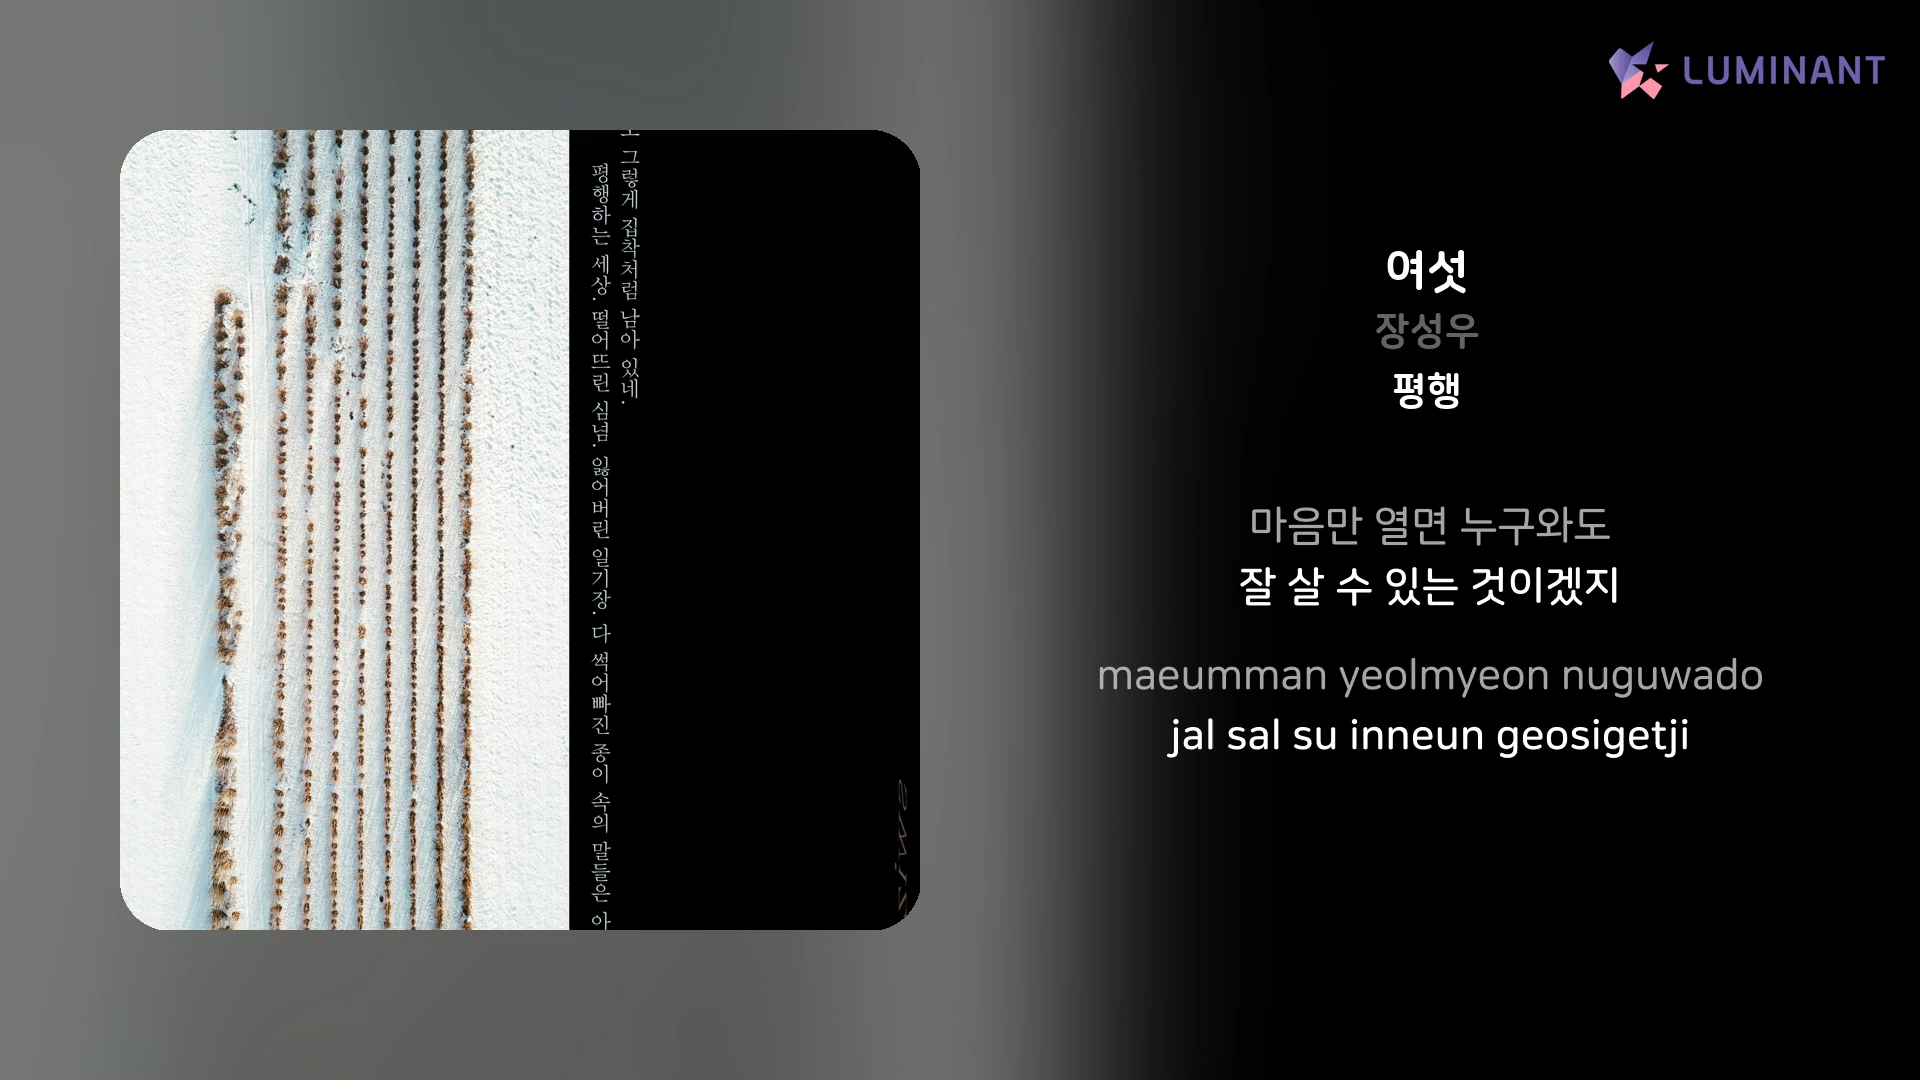 LUMINANT
평행하는 세상. 떨어뜨린 심념. 잃어버린 일기장. 다 썩어빠진 종이 속의 말들은 아
그렇게 집착처럼 남아 있네.
여섯
장성우
평행
마음만 열면 누구와도
잘 살 수 있는 것이겠지
maeumman yeolmyeon nuguwado
jal sal su inneun geosigetji